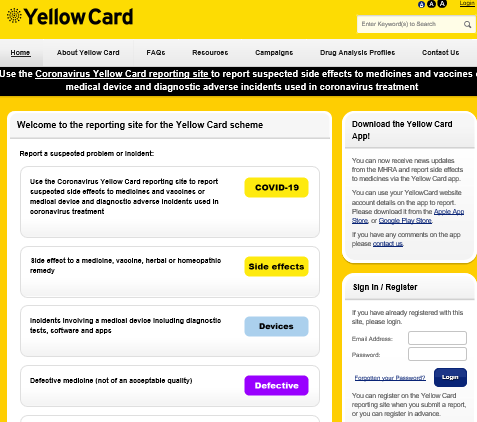 A A A Login
Yellow Card
Enter Keyword(s) to Search
Home About Yellow Card FAQs Resources Campaigns Drug Analysis Profiles Contact Us
Use the Coronavirus Yellow Card reporting site to report suspected side effects to medicines and vaccines
medical device and diagnostic adverse incidents used in coronavirus treatment
Welcome to the reporting site for the Yellow Card scheme
Report a suspected problem or incident:
Use the Coronavirus Yellow Card reporting site to report
suspected side effects to medicines and vaccines or
medical device and diagnostic adverse incidents used in
coronavirus treatment
COVID-19
Side effect to a medicine, vaccine, herbal or homeopathic
remedy
Side effects
Incidents involving a medical device including diagnostic
tests, software and apps
Devices
Defective medicine (not of an acceptable quality)
Defective
Download the Yellow Card
App!
You can now receive news updates
from the MHRA and report side effects
to medicines via the Yellow Card app.
You can use your YellowCard website
account details on the app to report.
Please download it from the Apple App
Store, or Google Play Store.
If you have any comments on the app
please contact us.
Sign in / Register
If you have already registered with this
site, please login.
Email Address:
Password:
Forgotten your Password? Login
You can register on the Yellow Card
reporting site when you submit a report,
or you can register in advance.